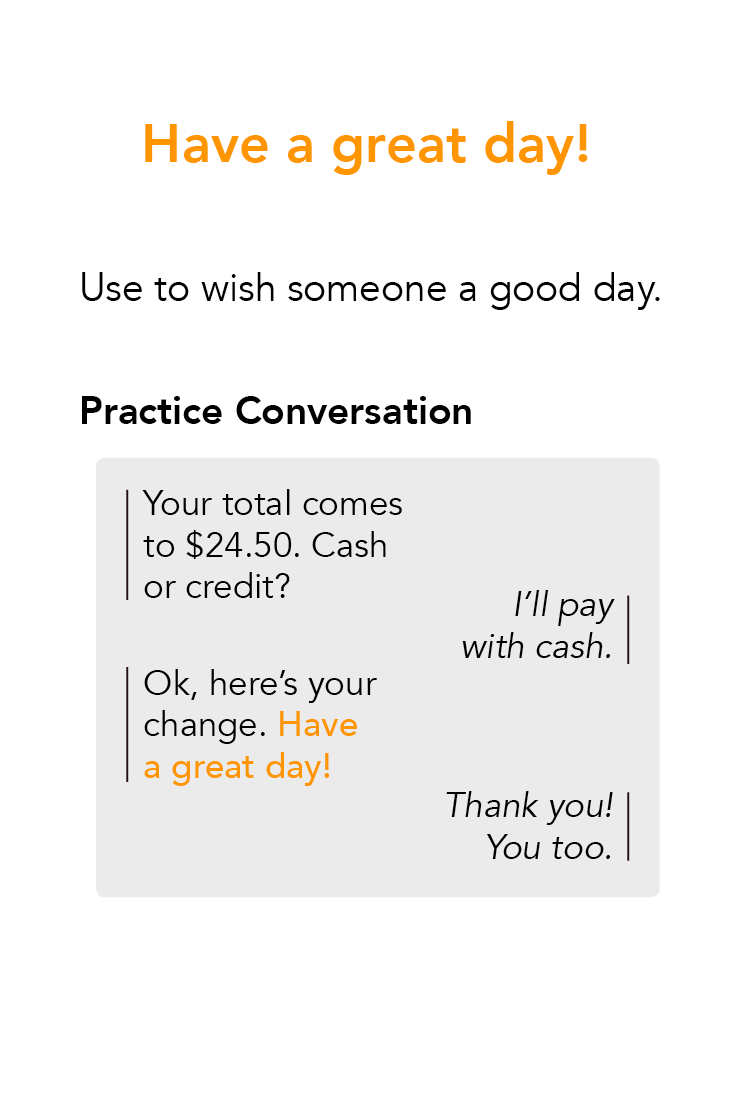 Have a great day!
Use to wish someone a good day.
Practice Conversation
Your total comes
to $24.50. Cash
or credit?
I’ll pay
with cash.
Ok, here’s your
change. Have
a great day!
Thank you!
You too.